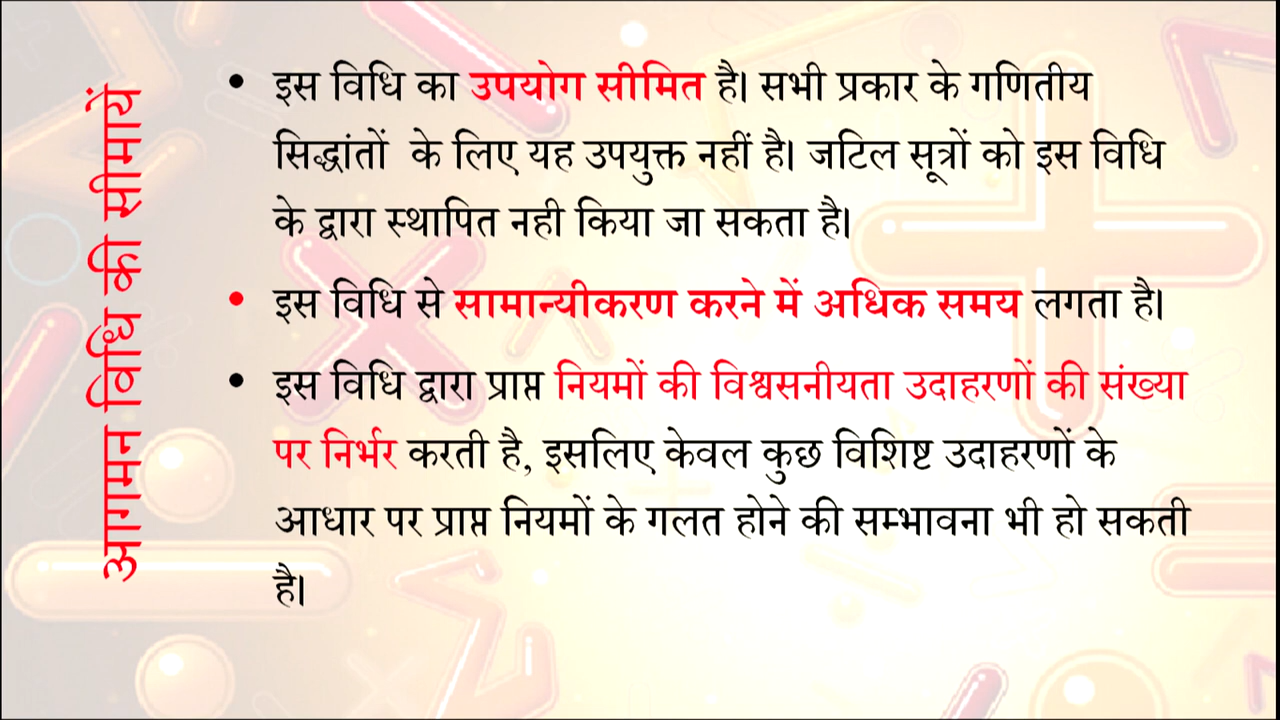 आगमन विधि की सीमायें
• इस विधि का उपयोग सीमित है। सभी प्रकार के गणितीय
सिद्धांतों के लिए यह उपयुक्त नहीं है। जटिल सूत्रों को इस विधि
के द्वारा स्थापित नही किया जा सकता है।
• इस विधि से सामान्यीकरण करने में अधिक समय लगता है।
• इस विधि द्वारा प्राप्त नियमों की विश्वसनीयता उदाहरणों की संख्या
पर निर्भर करती है, इसलिए केवल कुछ विशिष्ट उदाहरणों के
आधार पर प्राप्त नियमों के गलत होने की सम्भावना भी हो सकती
है।